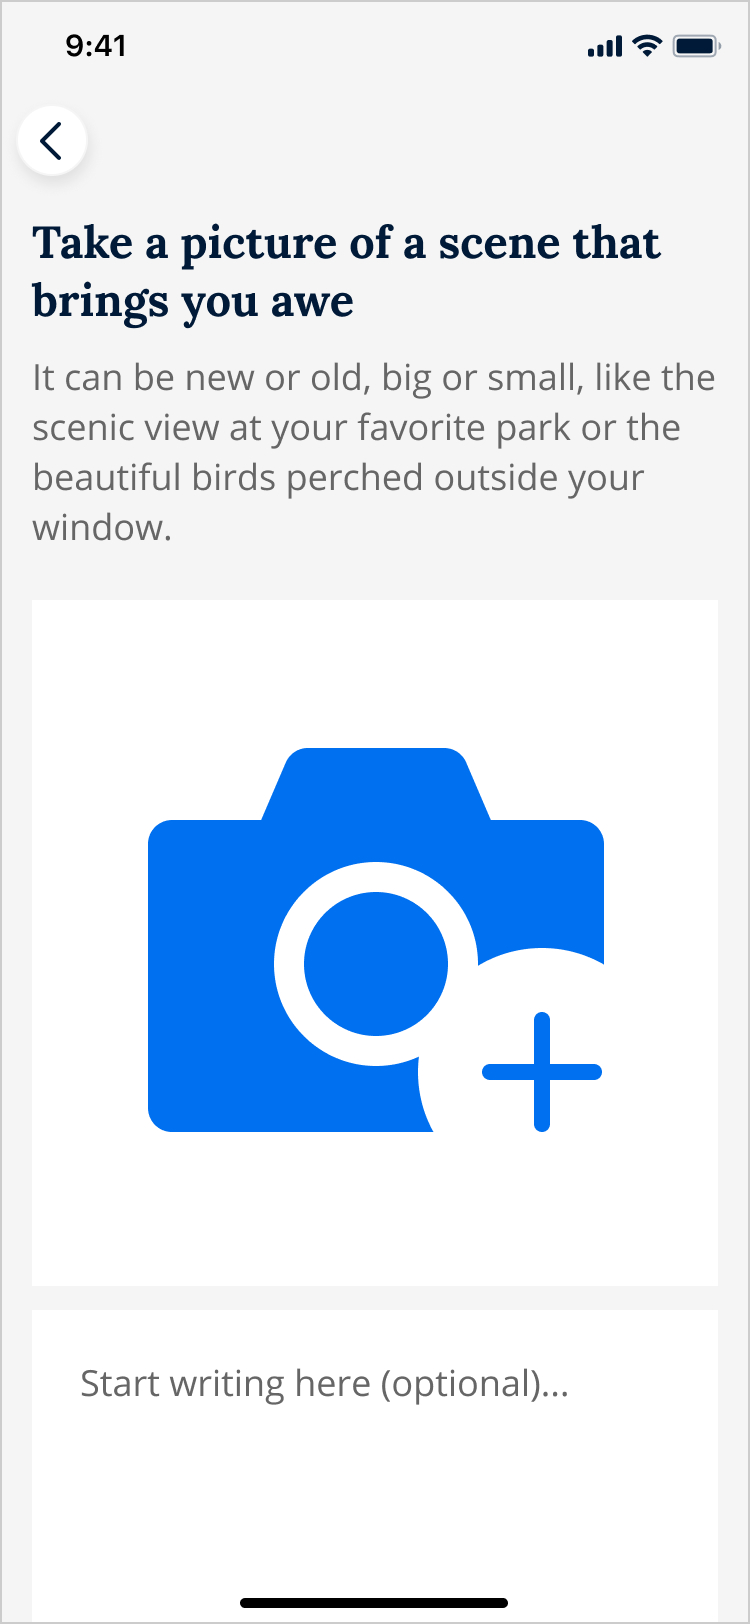 9:41
Take a picture of a scene that
brings you awe
It can be new or old, big or small, like the
scenic view at your favorite park or the
beautiful birds perched outside your
window.
Start writing here (optional)...